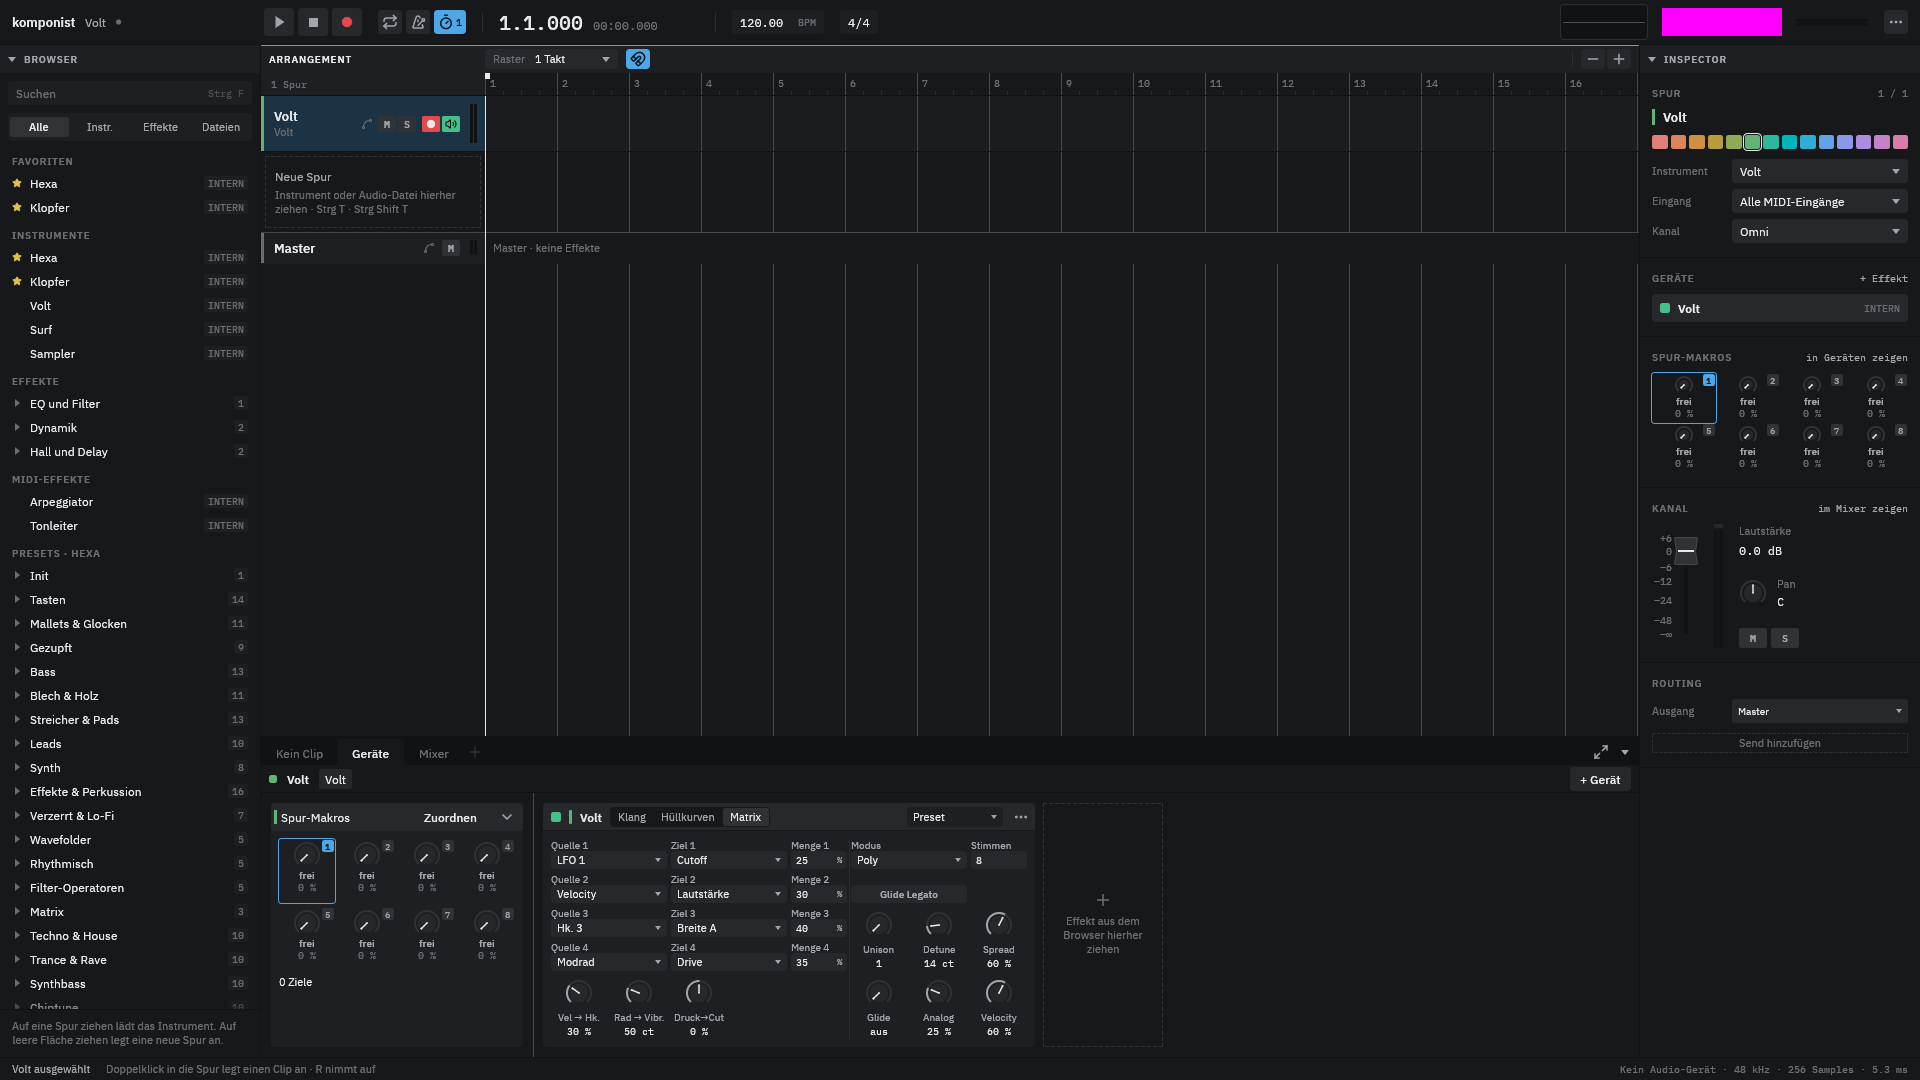 komponist Volt
1
1.1.000 00:00.000
120.00 BPM
4/4
BROWSER
Suchen Strg F
Alle Instr. Effekte Dateien
FAVORITEN
Hexa INTERN
Klopfer INTERN
INSTRUMENTE
Hexa INTERN
Klopfer INTERN
Volt INTERN
Surf INTERN
Sampler INTERN
EFFEKTE
EQ und Filter 1
Dynamik 2
Hall und Delay 2
MIDI-EFFEKTE
Arpeggiator INTERN
Tonleiter INTERN
PRESETS · HEXA
Init 1
Tasten 14
Mallets & Glocken 11
Gezupft 9
Bass 13
Blech & Holz 11
Streicher & Pads 13
Leads 10
Synth 8
Effekte & Perkussion 16
Verzerrt & Lo-Fi 7
Wavefolder 5
Rhythmisch 5
Filter-Operatoren 5
Matrix 3
Techno & House 10
Trance & Rave 10
Synthbass 10
Chiptune 10
Auf eine Spur ziehen lädt das Instrument. Auf
leere Fläche ziehen legt eine neue Spur an.
ARRANGEMENT
Raster 1 Takt
1 Spur
1 2 3 4 5 6 7 8 9 10 11 12 13 14 15 16
Volt
Volt
M S
Neue Spur
Instrument oder Audio-Datei hierher
ziehen · Strg T · Strg Shift T
Master M
Master · keine Effekte
Kein Clip Geräte Mixer
Volt Volt
+ Gerät
Spur-Makros Zuordnen
1 2 3 4
frei frei frei frei
0 % 0 % 0 % 0 %
5 6 7 8
frei frei frei frei
0 % 0 % 0 % 0 %
0 Ziele
Volt Klang Hüllkurven Matrix Preset
Quelle 1 Ziel 1 Menge 1 Modus Stimmen
LFO 1 Cutoff 25 % Poly 8
Quelle 2 Ziel 2 Menge 2
Velocity Lautstärke 30 % Glide Legato
Quelle 3 Ziel 3 Menge 3
Hk. 3 Breite A 40 %
Quelle 4 Ziel 4 Menge 4
Modrad Drive 35 %
Unison Detune Spread
1 14 ct 60 %
Vel → Hk. Rad → Vibr. Druck→Cut Glide Analog Velocity
30 % 50 ct 0 % aus 25 % 60 %
Effekt aus dem
Browser hierher
ziehen
INSPECTOR
SPUR 1 / 1
Volt
Instrument Volt
Eingang Alle MIDI-Eingänge
Kanal Omni
GERÄTE + Effekt
Volt INTERN
SPUR-MAKROS in Geräten zeigen
1 2 3 4
frei frei frei frei
0 % 0 % 0 % 0 %
5 6 7 8
frei frei frei frei
0 % 0 % 0 % 0 %
KANAL im Mixer zeigen
+6
0
−6
−12
−24
−48
−∞
Lautstärke
0.0 dB
Pan
C
M S
ROUTING
Ausgang Master
Send hinzufügen
Volt ausgewählt Doppelklick in die Spur legt einen Clip an · R nimmt auf
Kein Audio-Gerät · 48 kHz · 256 Samples · 5.3 ms